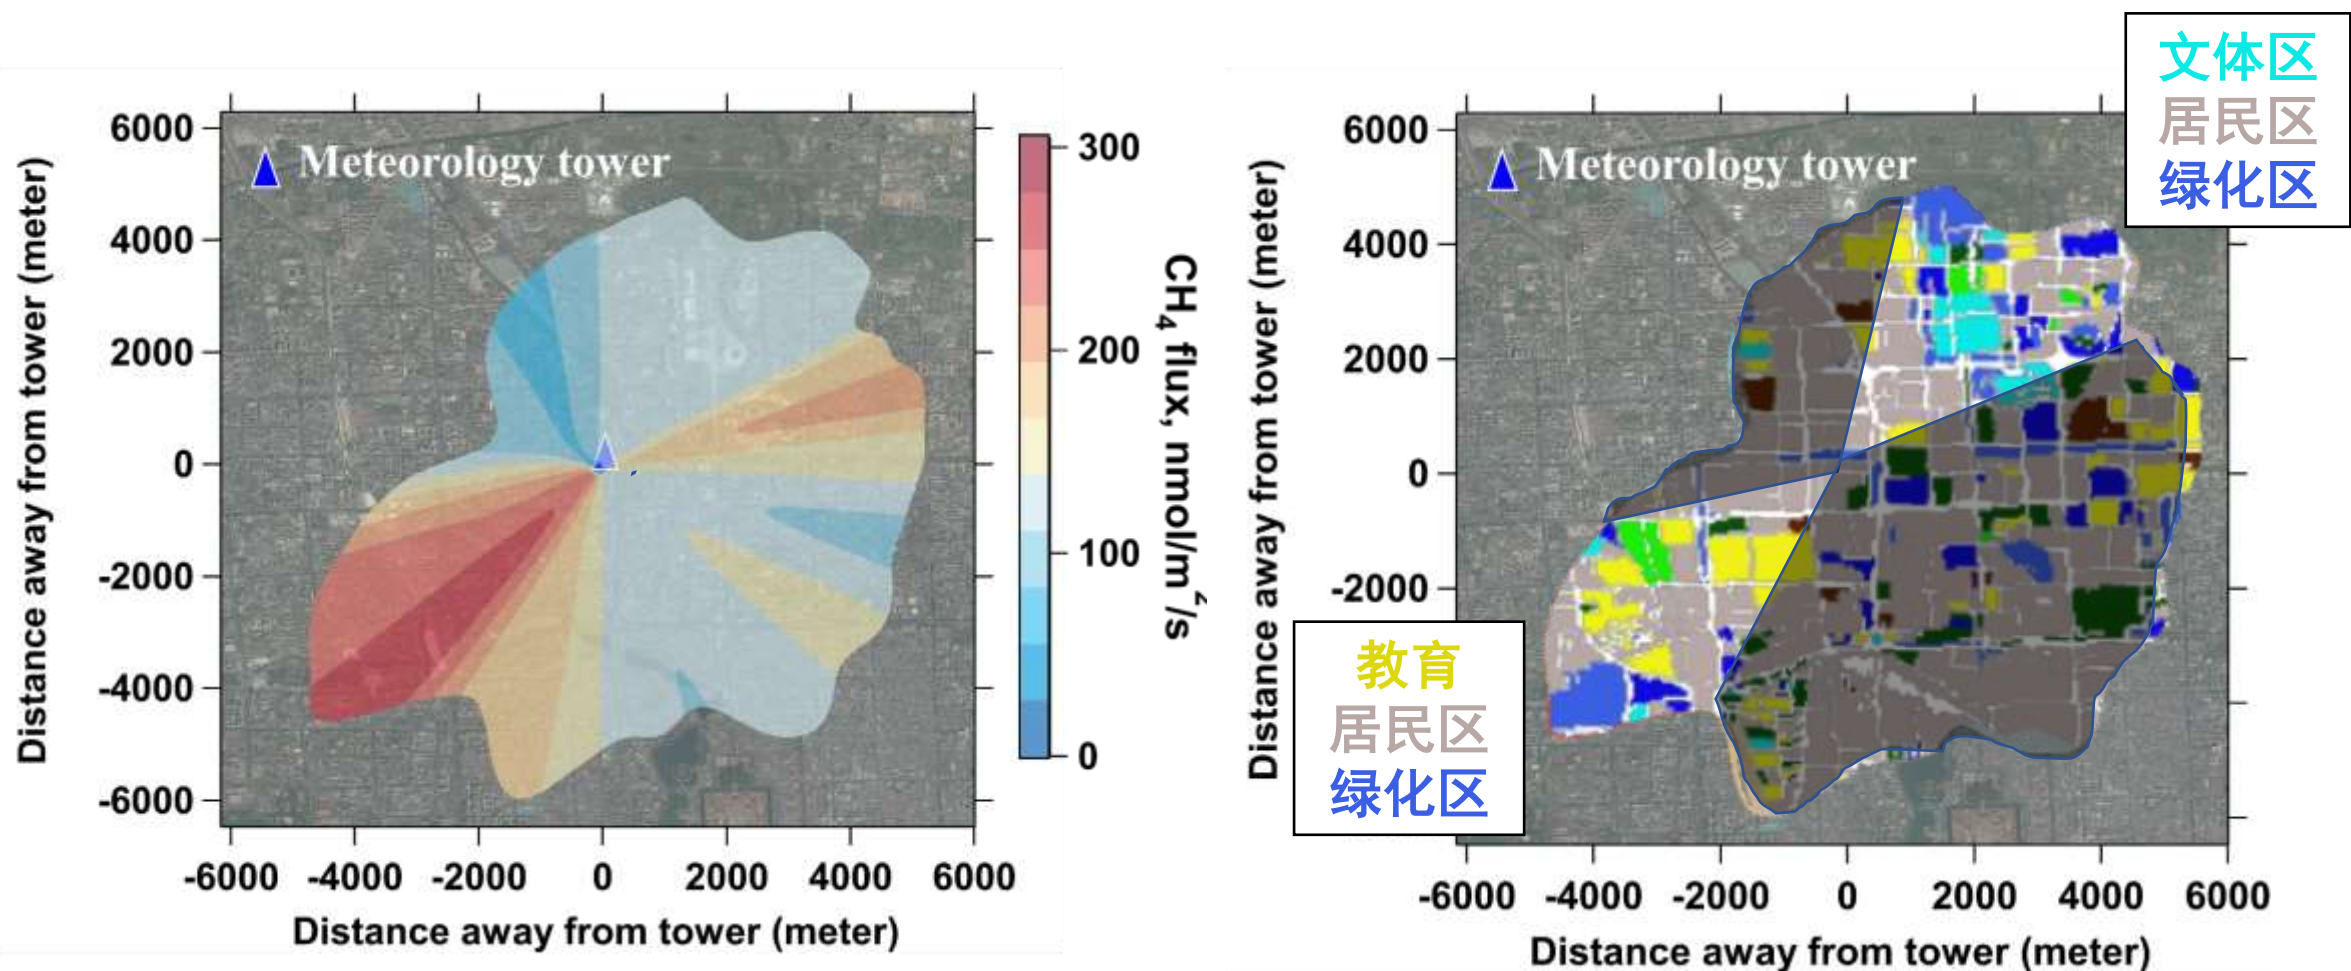 Meteorology tower
6000
4000
2000
0
-2000
-4000
-6000
Distance away from tower (meter)
-6000 -4000 -2000 0 2000 4000 6000
Distance away from tower (meter)
300
200
100
0
CH4 flux, nmol/m2/s
文体区
居民区
绿化区
Meteorology tower
6000
4000
2000
0
-2000
Distance away from tower (meter)
教育
居民区
绿化区
-6000 -4000 -2000 0 2000 4000 6000
Distance away from tower (meter)